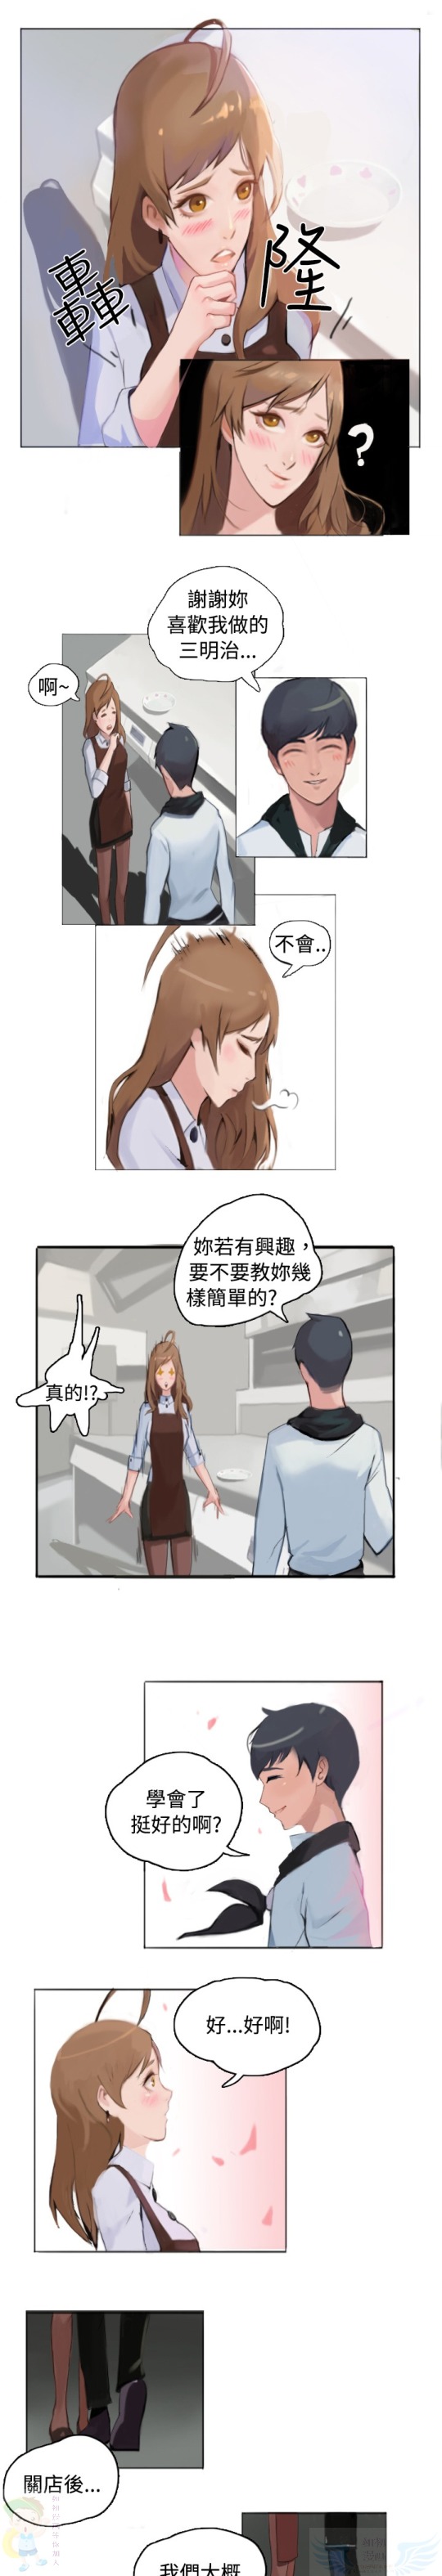 轟
隆
?
謝謝妳
喜歡我做的
三明治...
啊~
不會..
妳若有興趣，
要不要教妳幾
樣簡單的?
真的!?
學會了
挺好的啊?
好...好啊!
關店後...
我們大概